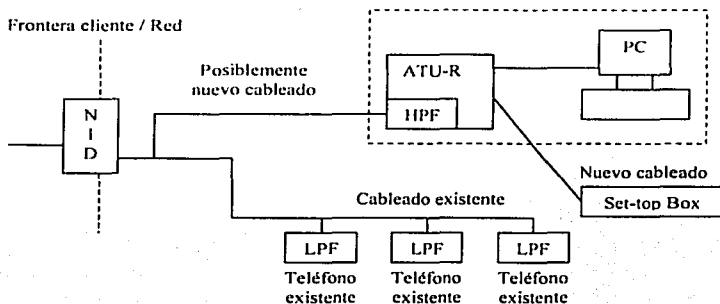 Frontera cliente / Red
Posiblemente
nuevo cableado
ATU-R
HPF
PC
N
I
D
Nuevo cableado
Set-top Box
Cableado existente
LPF
LPF
LPF
Teléfono
existente
Teléfono
existente
Teléfono
existente